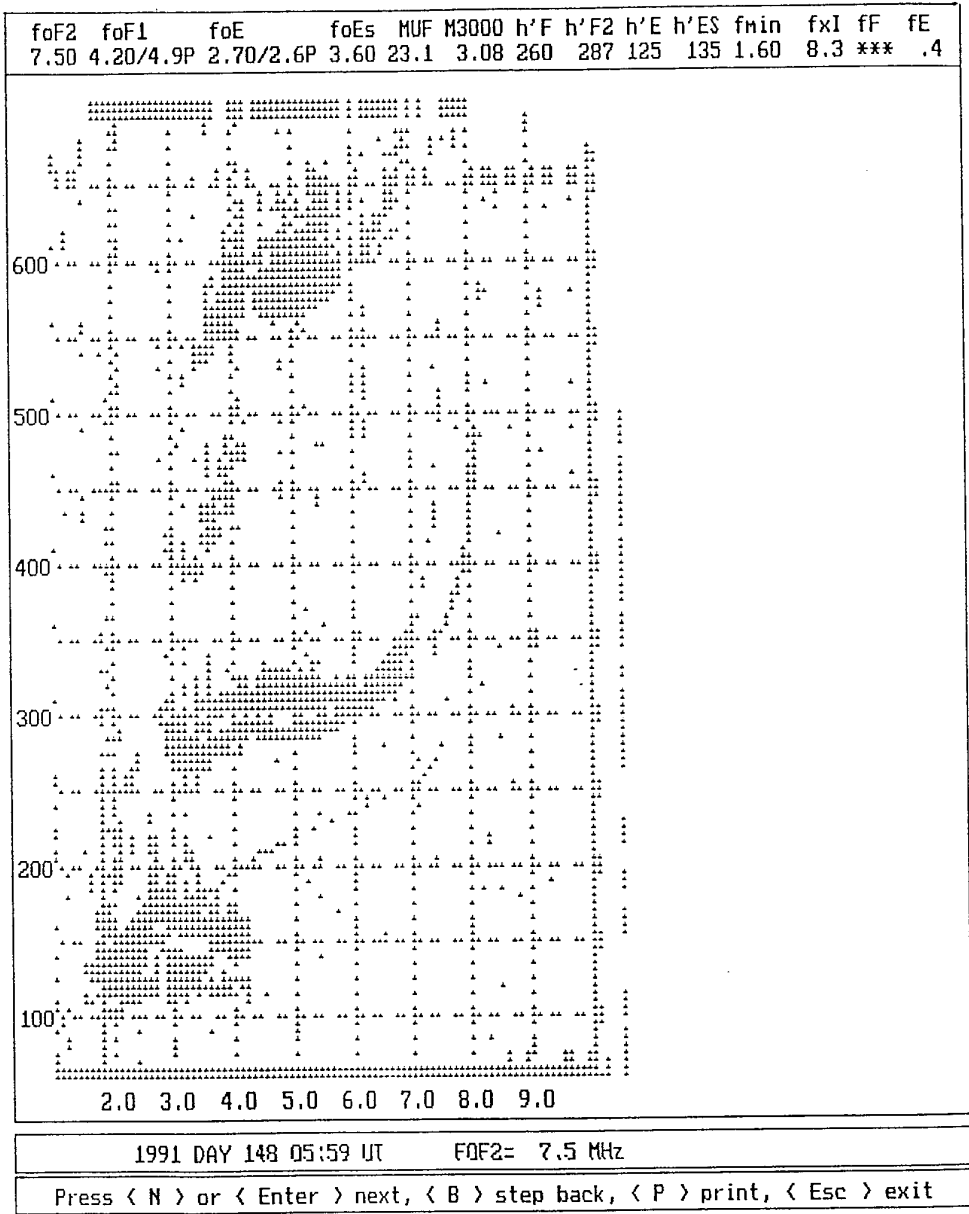 foF2 foF1 foE foEs MUF M3000 h'F h'F2 h'E h'ES fmin fxI fF fE
7.50 4.20/4.9P 2.70/2.6P 3.60 23.1 3.08 260 287 125 135 1.60 8.3 *** .4
600
500
400
300
200
100
2.0 3.0 4.0 5.0 6.0 7.0 8.0 9.0
1991 DAY 148 05:59 UT FOF2= 7.5 MHz
Press < N > or < Enter > next, < B > step back, < P > print, < Esc > exit